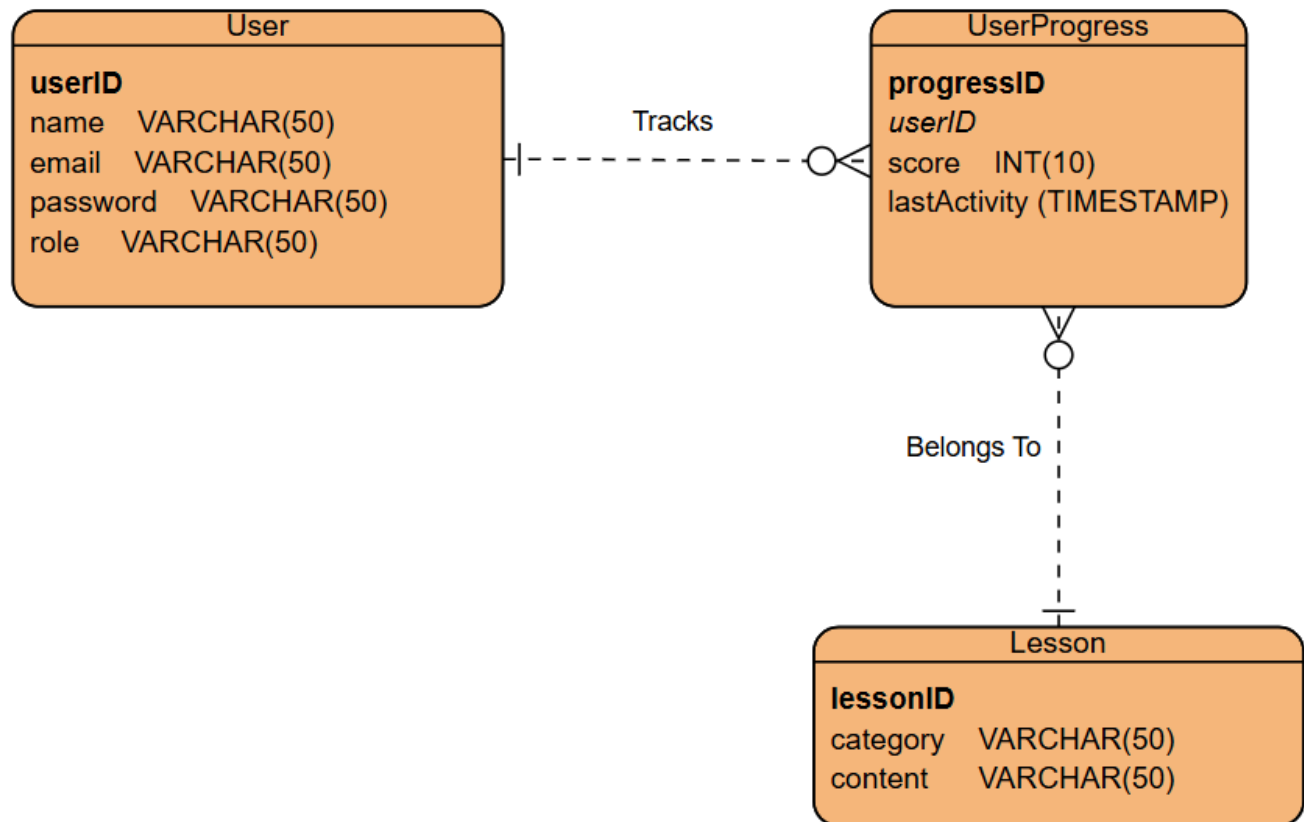 User
userID
name VARCHAR(50)
email VARCHAR(50)
password VARCHAR(50)
role VARCHAR(50)
Tracks
UserProgress
progressID
userID
score INT(10)
lastActivity (TIMESTAMP)
Belongs To
Lesson
lessonID
category VARCHAR(50)
content VARCHAR(50)